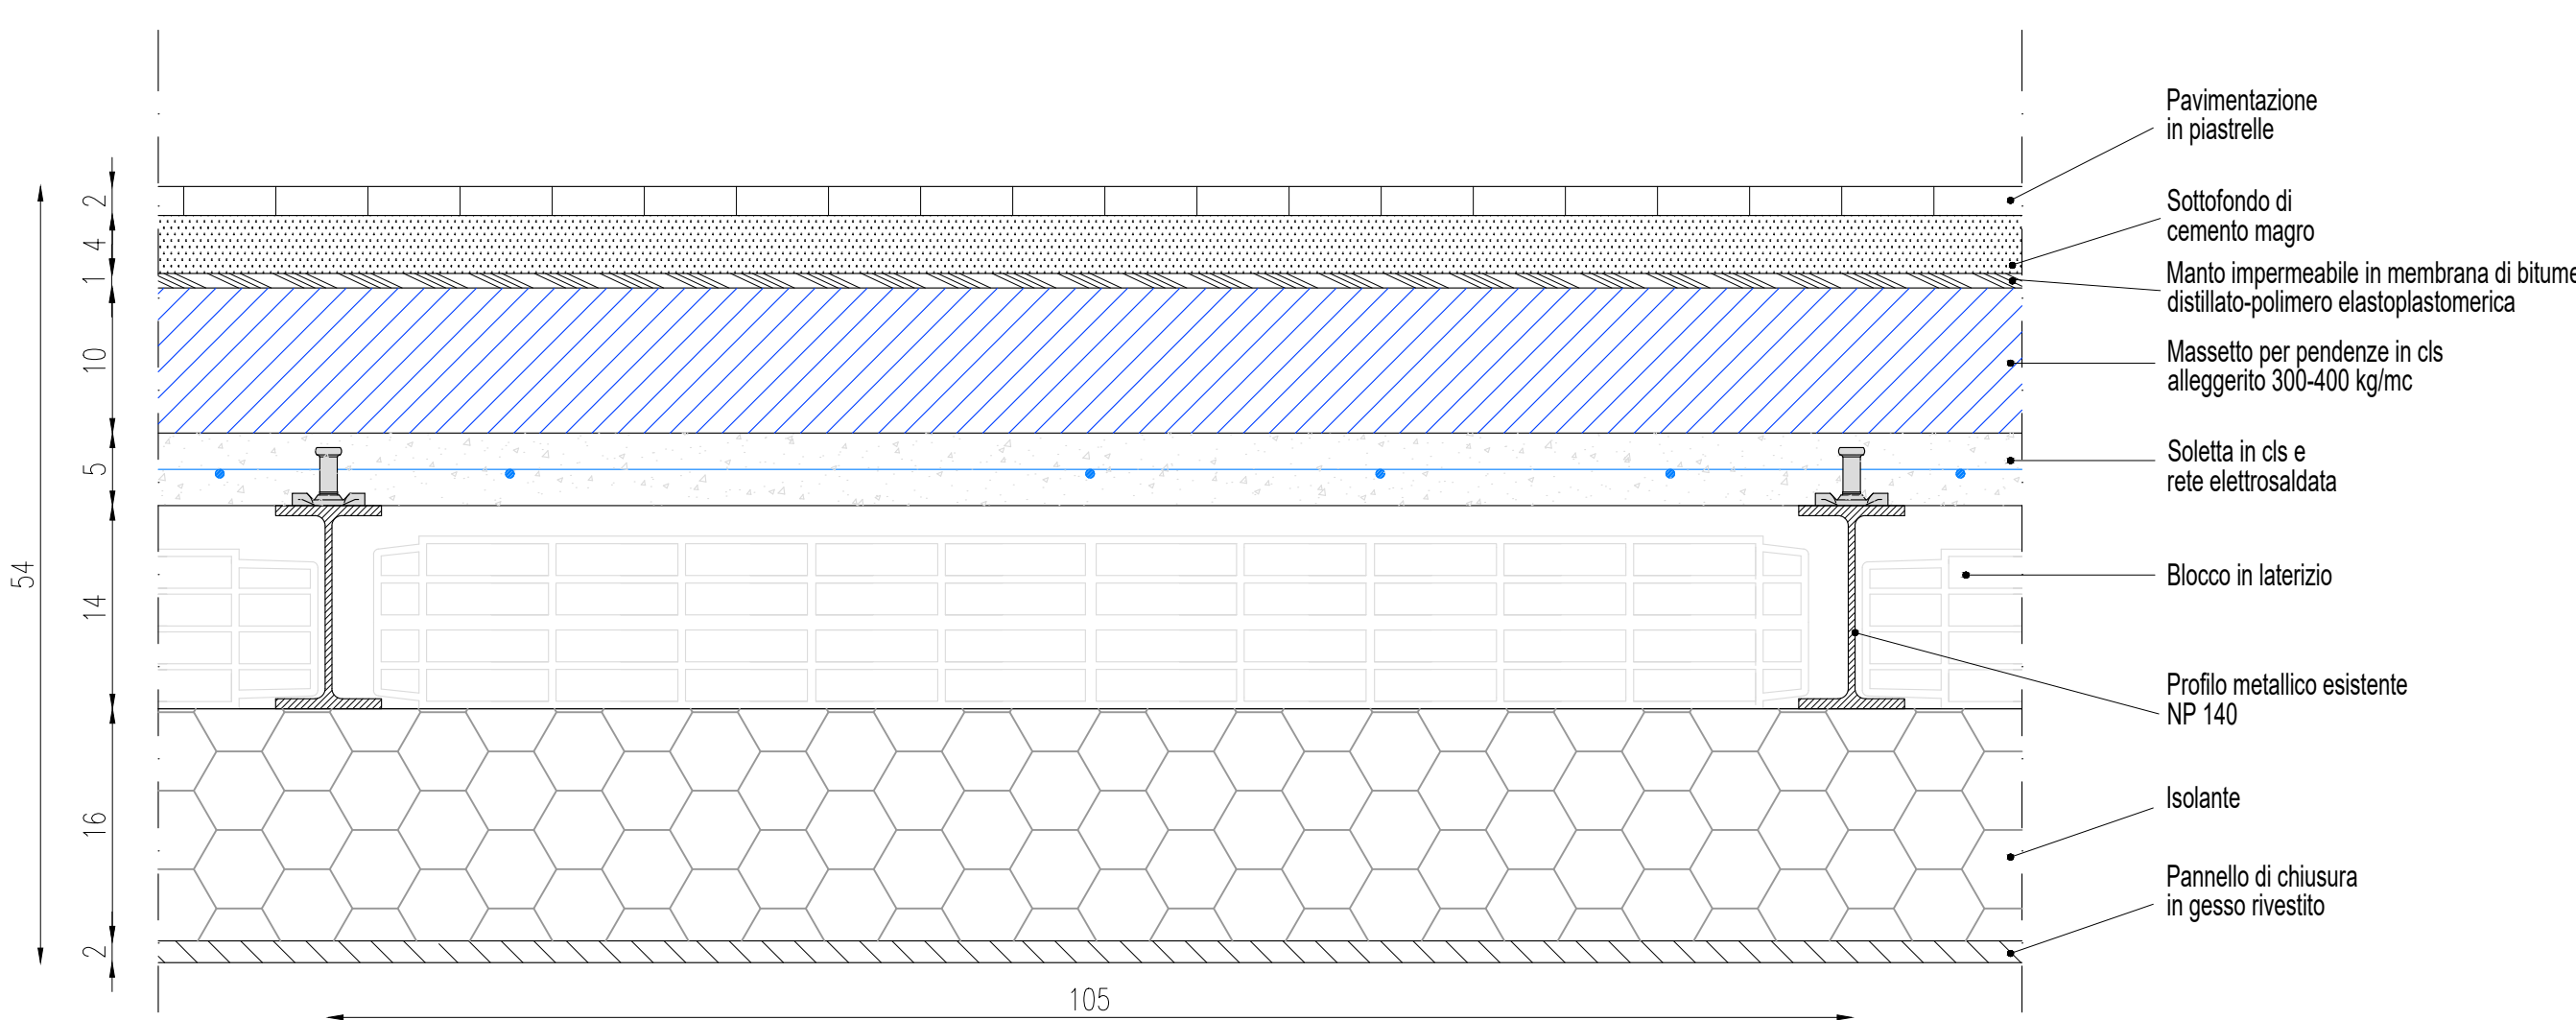 Pavimentazione
in piastrelle
Sottofondo di
cemento magro
Manto impermeabile in membrana di bitume
distillato-polimero elastoplastomerica
Massetto per pendenze in cls
alleggerito 300-400 kg/mc
Soletta in cls e
rete elettrosaldata
Blocco in laterizio
Profilo metallico esistente
NP 140
Isolante
Pannello di chiusura
in gesso rivestito
2
4
1
10
5
14
16
2
54
105